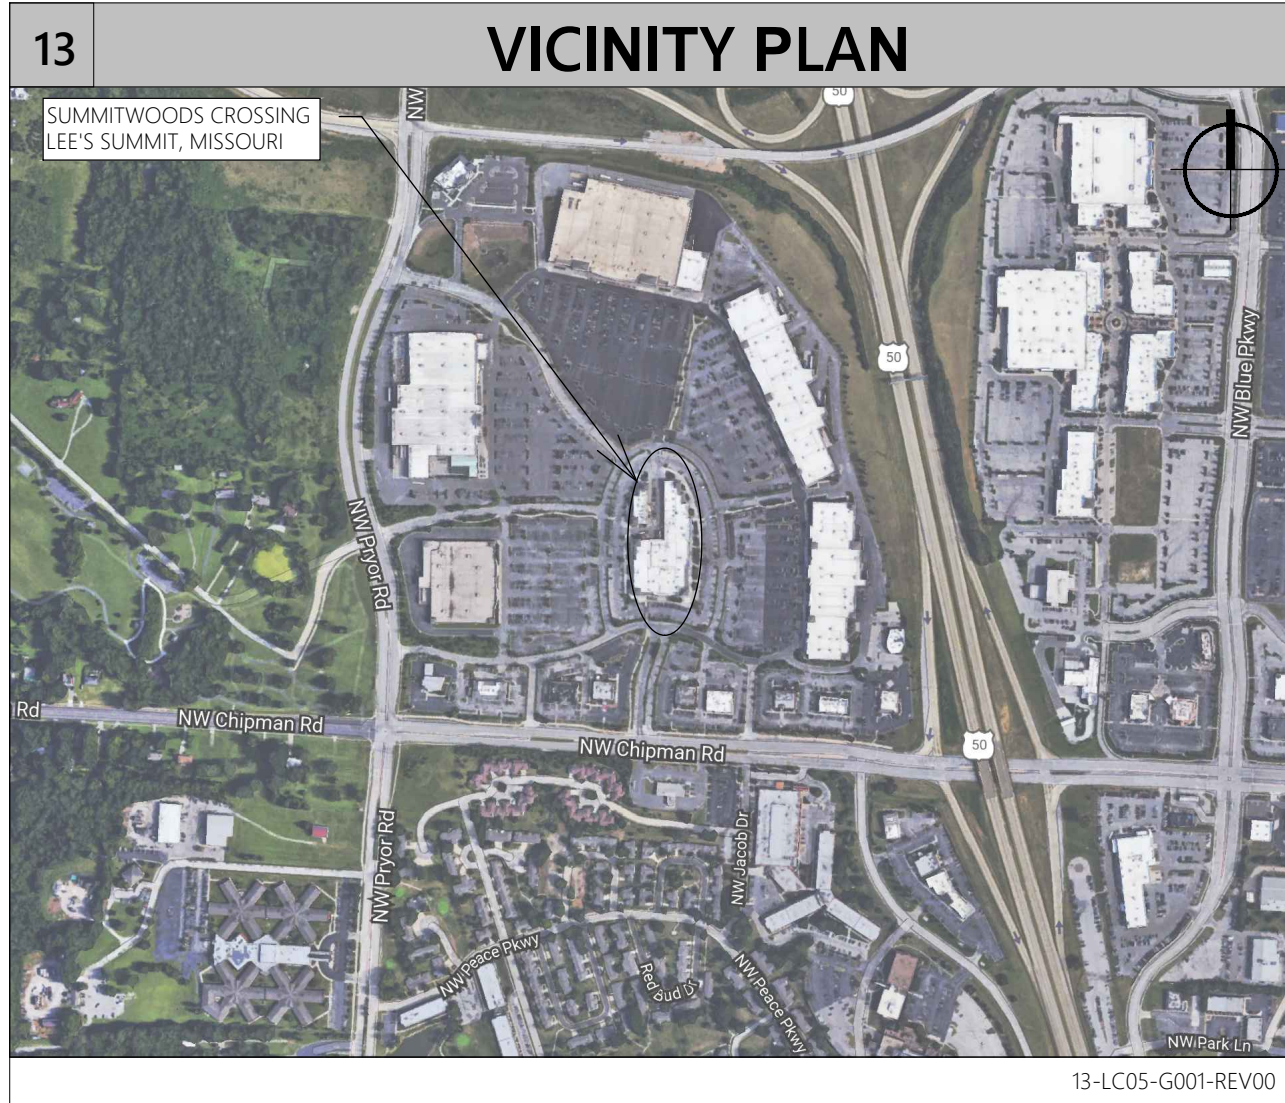 13
VICINITY PLAN
SUMMITWOODS CROSSING
LEE'S SUMMIT, MISSOURI
NW
50
50
NW Blue Pkwy
NW Pryor Rd
Rd
NW Chipman Rd
NW Chipman Rd
50
NW Pryor Rd
NW Jacob Dr
NW Peace Pkwy
Red Bud Dr
NW Peace Pkwy
NW Park Ln
13-LC05-G001-REV00